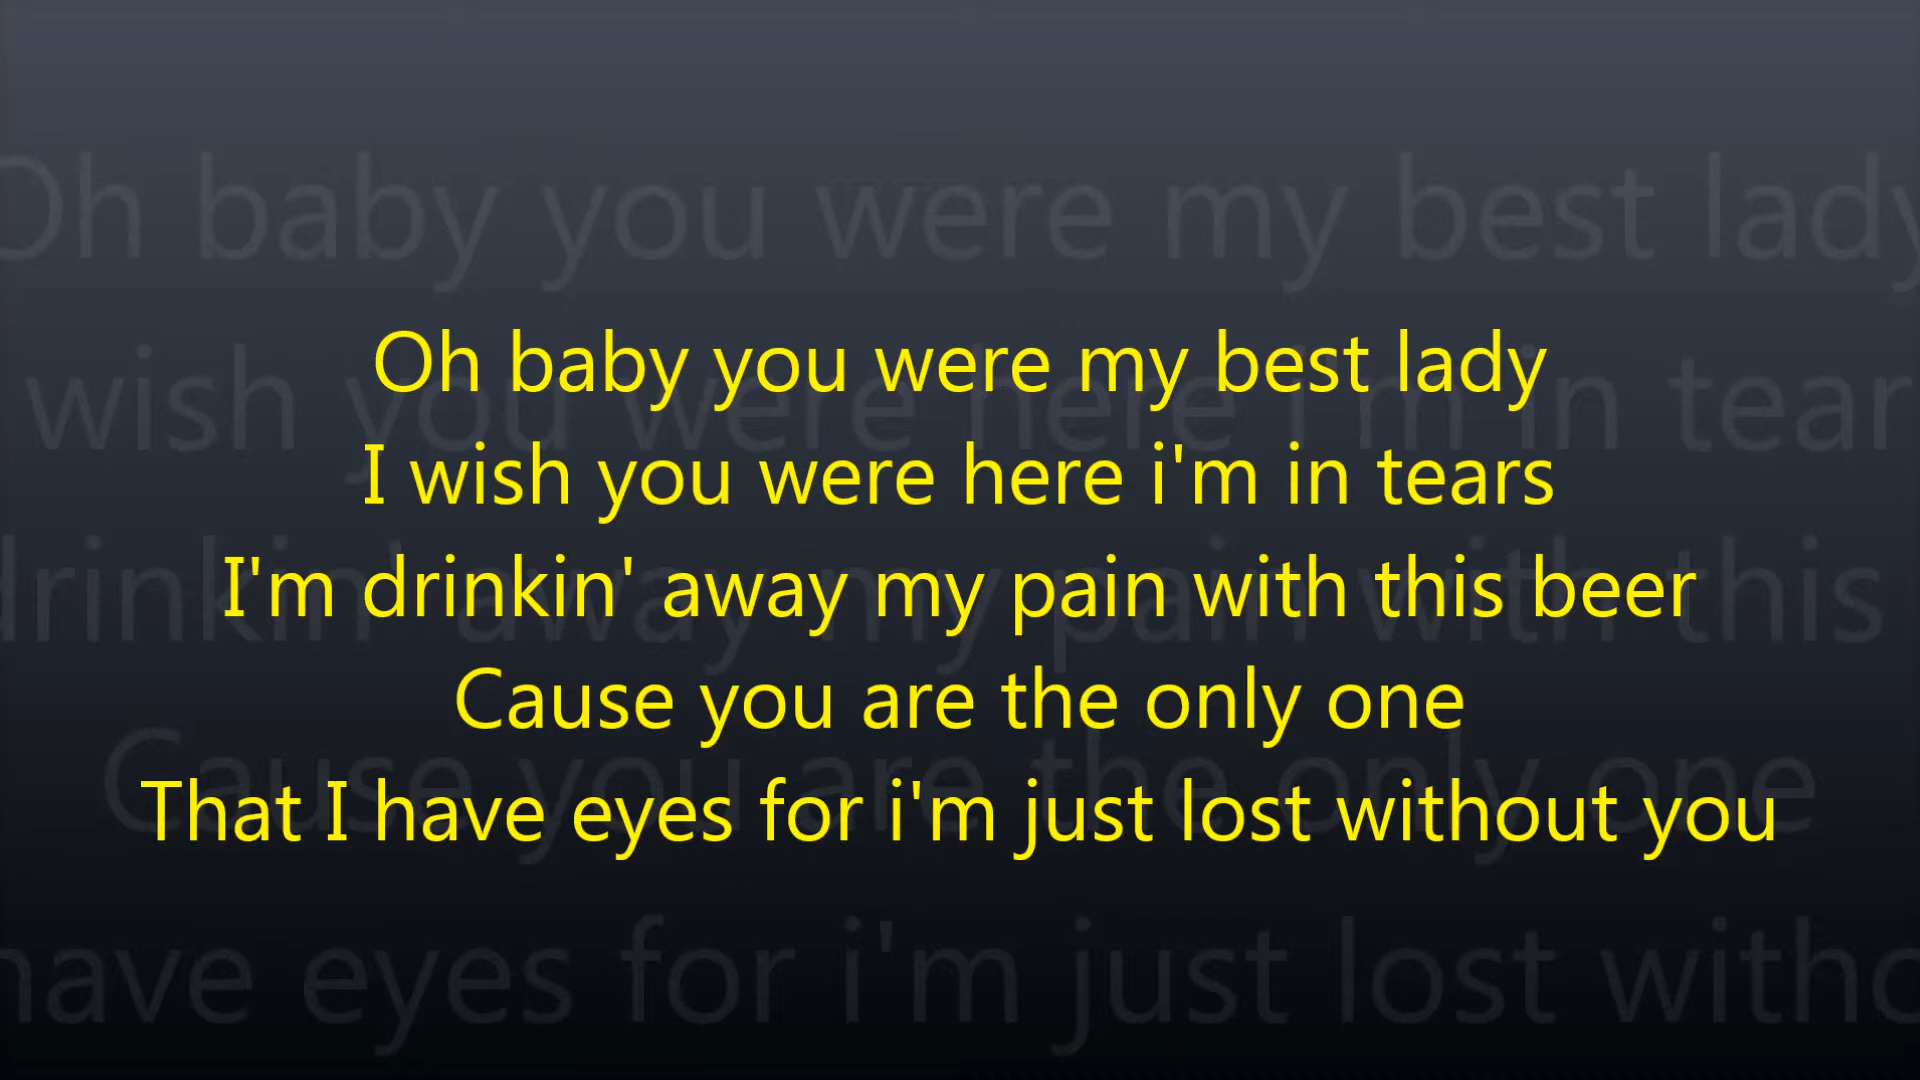 Oh baby you were my best lady
I wish you were here i'm in tears
I'm drinkin' away my pain with this beer
Cause you are the only one
That I have eyes for i'm just lost without you